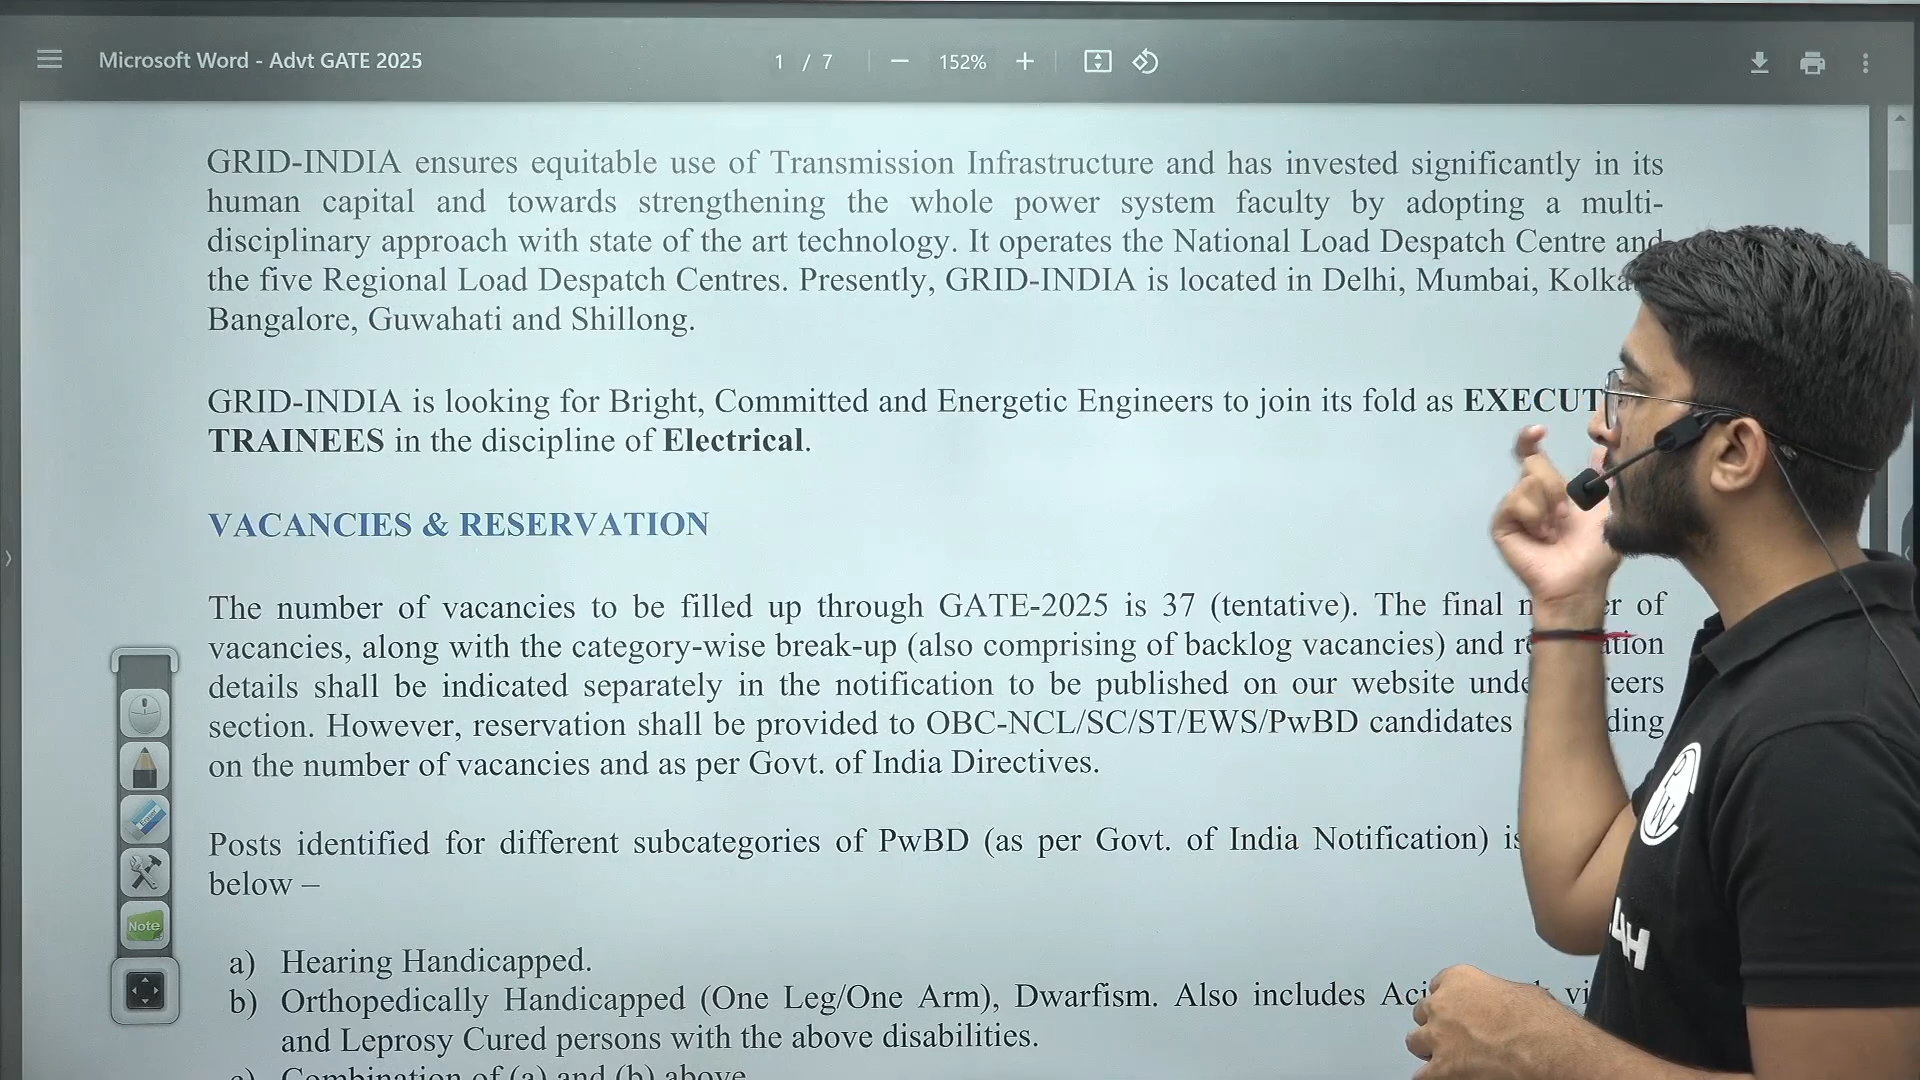 Microsoft Word - Advt GATE 2025
1 / 7
152%
GRID-INDIA ensures equitable use of Transmission Infrastructure and has invested significantly in its
human capital and towards strengthening the whole power system faculty by adopting a multi-
disciplinary approach with state of the art technology. It operates the National Load Despatch Centre and
the five Regional Load Despatch Centres. Presently, GRID-INDIA is located in Delhi, Mumbai,
Bangalore, Guwahati and Shillong.
GRID-INDIA is looking for Bright, Committed and Energetic Engineers to join its fold as
TRAINEES in the discipline of Electrical.
VACANCIES & RESERVATION
The number of vacancies to be filled up through GATE-2025 is 37 (tentative). The final of
vacancies, along with the category-wise break-up (also comprising of backlog vacancies) and
details shall be indicated separately in the notification to be published on our website
section. However, reservation shall be provided to OBC-NCL/SC/ST/EWS/PwBD candidates
on the number of vacancies and as per Govt. of India Directives.
Posts identified for different subcategories of PwBD (as per Govt. of India Notification) is
below –
a) Hearing Handicapped.
b) Orthopedically Handicapped (One Leg/One Arm), Dwarfism. Also includes
and Leprosy Cured persons with the above disabilities.
c) Combination of (a) and (b) above
Eraser
Note
PW